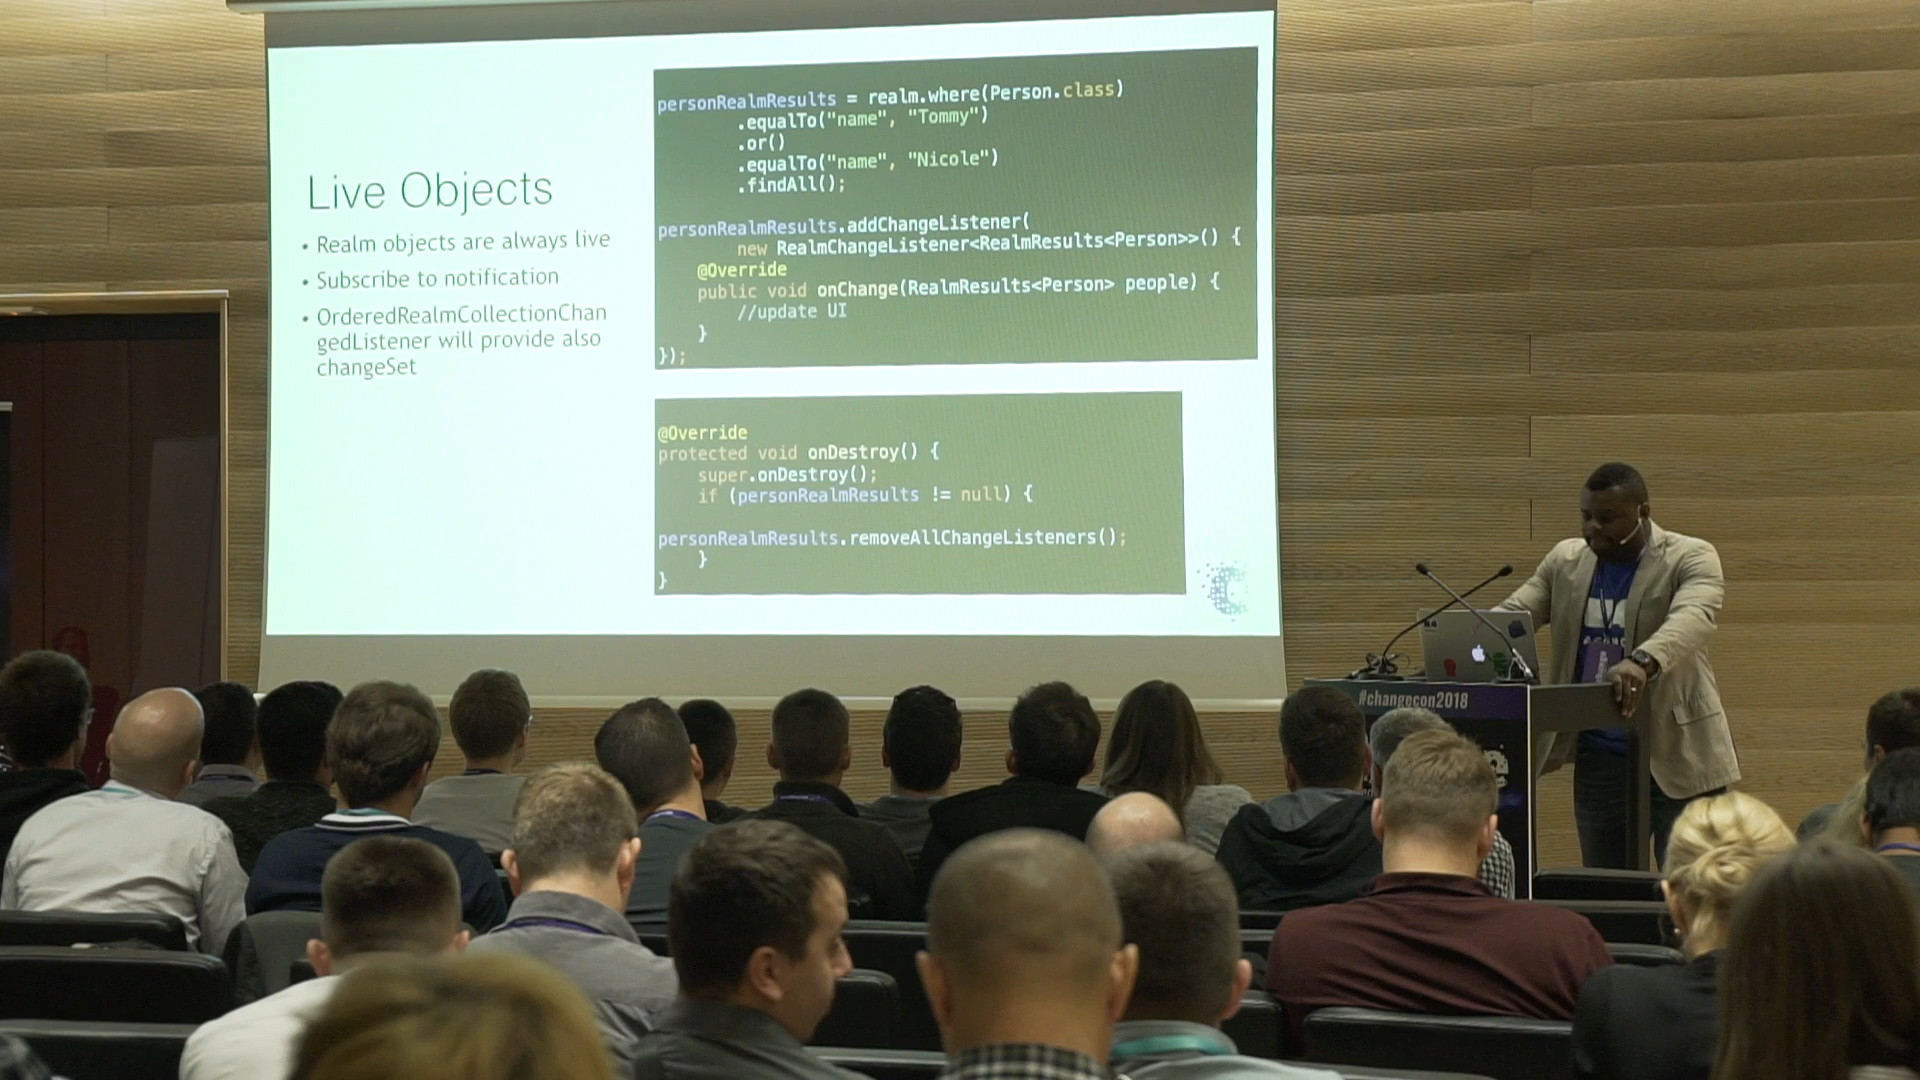 Live Objects
• Realm objects are always live
• Subscribe to notification
• OrderedRealmCollectionChan
gedListener will provide also
changeSet
personRealmResults = realm.where(Person.class)
.equalTo("name", "Tommy")
.or()
.equalTo("name", "Nicole")
.findAll();
personRealmResults.addChangeListener(
new RealmChangeListener<RealmResults<Person>>() {
@Override
public void onChange(RealmResults<Person> people) {
//update UI
}
});
@Override
protected void onDestroy() {
super.onDestroy();
if (personRealmResults != null) {
personRealmResults.removeAllChangeListeners();
}
}
#changecon2018